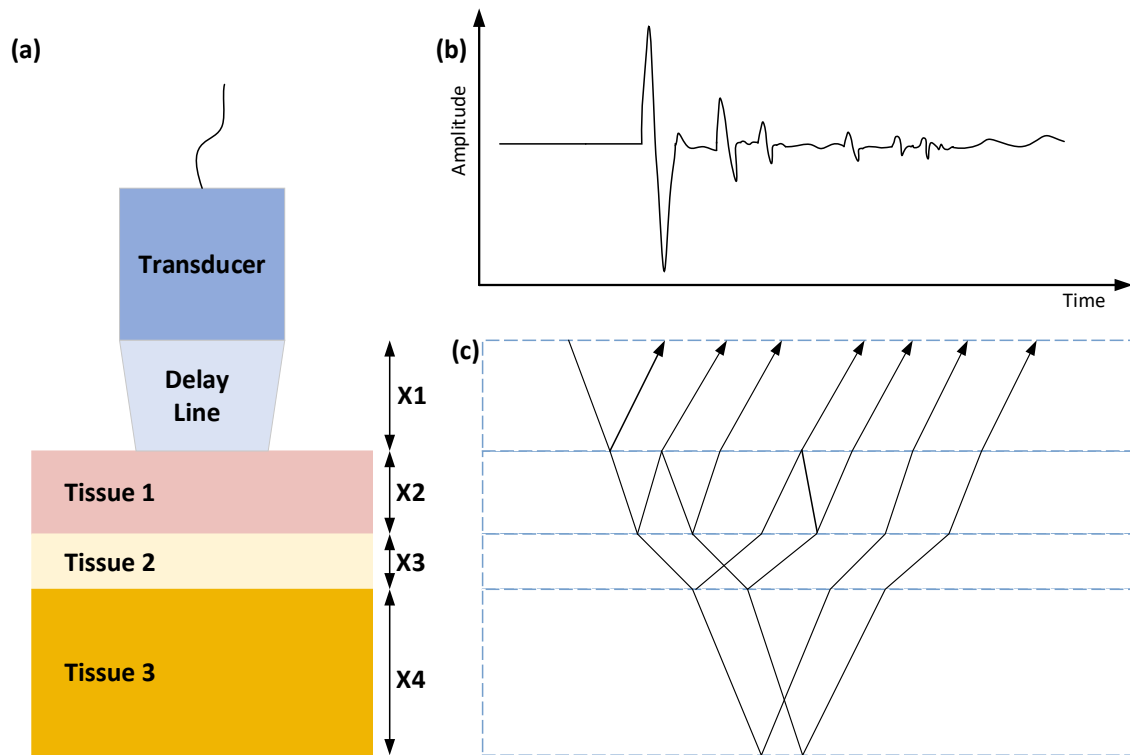 (a)
Transducer
Delay
Line
X1
Tissue 1
X2
Tissue 2
X3
Tissue 3
X4
(b)
Amplitude
Time
(c)